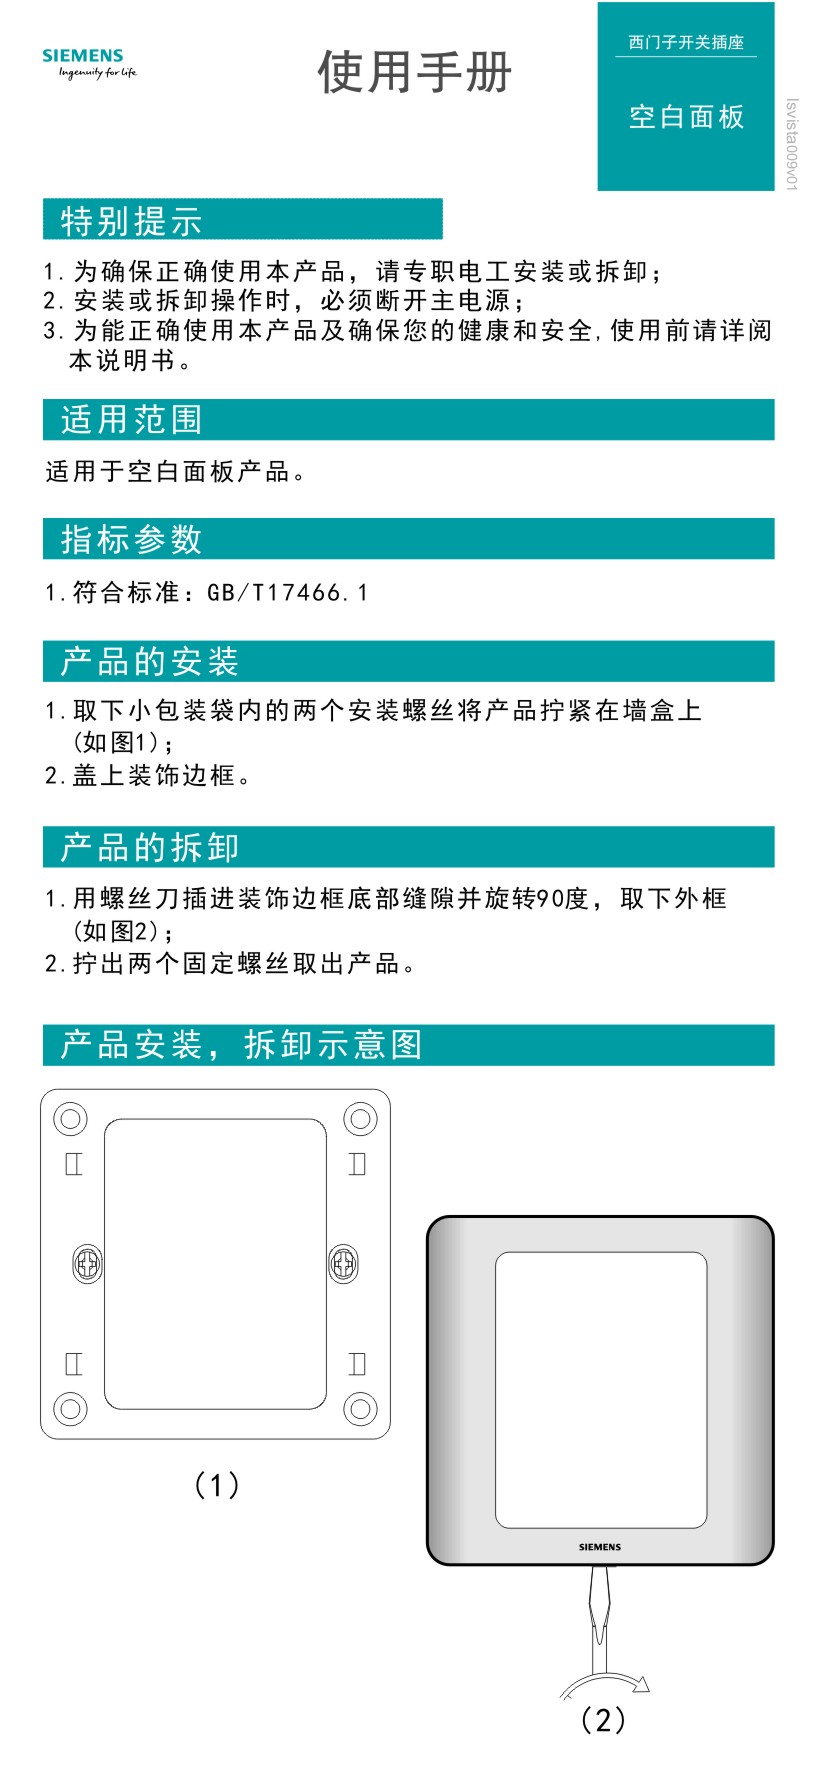 SIEMENS
Ingenuity for life
使用手册
西门子开关插座
空白面板
lsvista009v01
特别提示
1.为确保正确使用本产品，请专职电工安装或拆卸；
2.安装或拆卸操作时，必须断开主电源；
3.为能正确使用本产品及确保您的健康和安全,使用前请详阅
本说明书。
适用范围
适用于空白面板产品。
指标参数
1.符合标准：GB/T17466.1
产品的安装
1.取下小包装袋内的两个安装螺丝将产品拧紧在墙盒上
(如图1)；
2.盖上装饰边框。
产品的拆卸
1.用螺丝刀插进装饰边框底部缝隙并旋转90度，取下外框
(如图2)；
2.拧出两个固定螺丝取出产品。
产品安装，拆卸示意图
(1)
SIEMENS
(2)